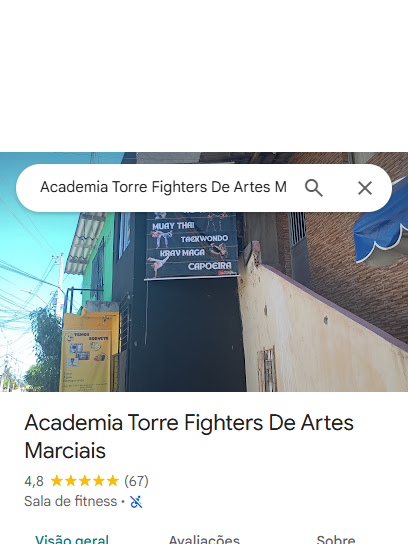 Academia Torre Fighters De Artes M
MUAY THAI
TAEKWONDO
KRAV MAGA
CAPOEIRA
SORVETE
Academia Torre Fighters De Artes
Marciais
4,8 (67)
Sala de fitness ·
Visão geral Avaliações Sobre